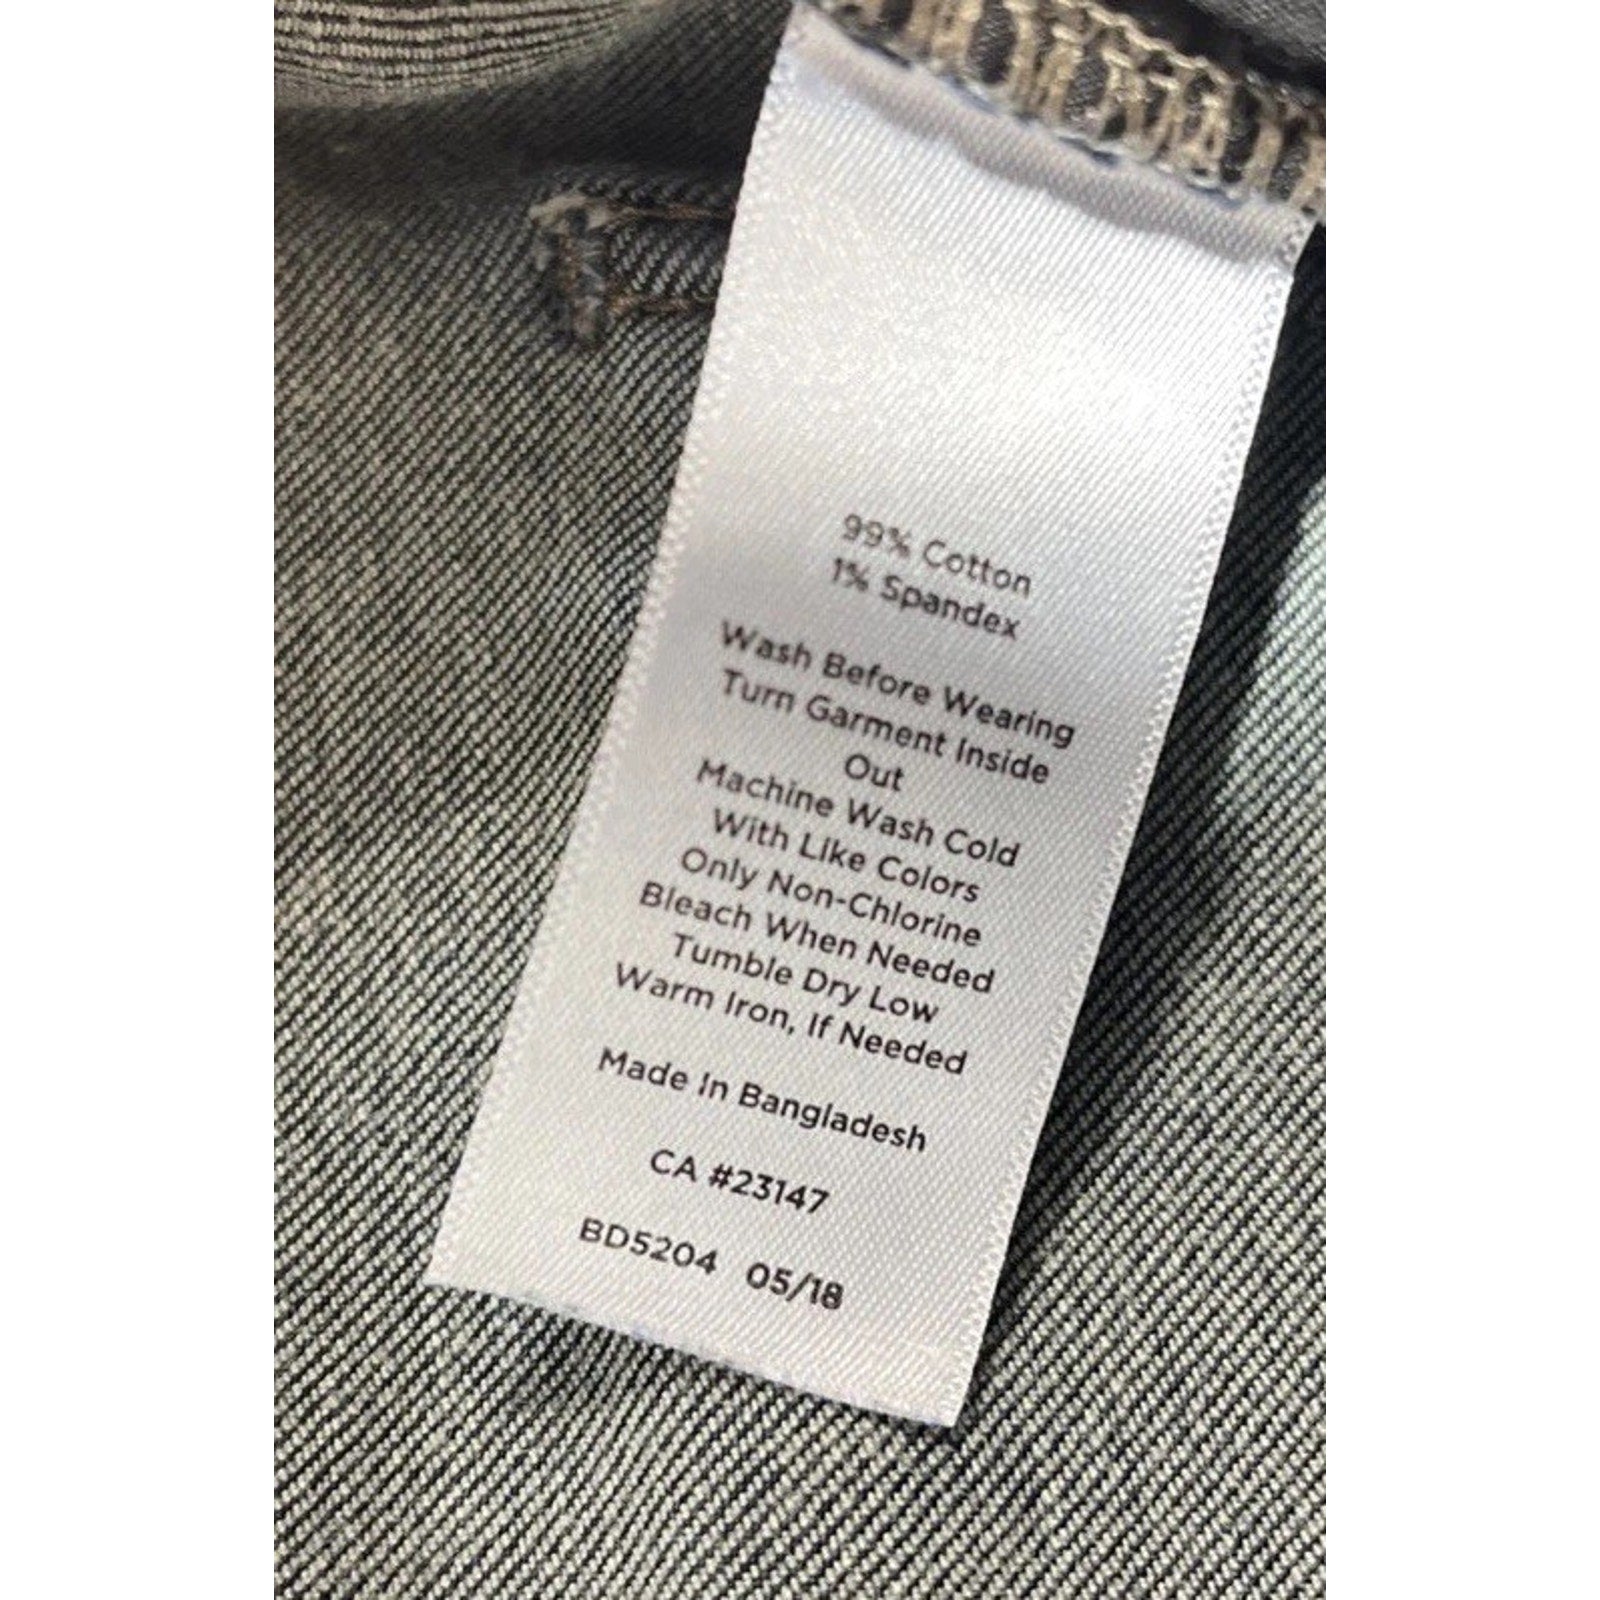 99% Cotton
1% Spandex
Wash Before Wearing
Turn Garment Inside
Out
Machine Wash Cold
With Like Colors
Only Non-Chlorine
Bleach When Needed
Tumble Dry Low
Warm Iron, If Needed
Made In Bangladesh
CA #23147
BD5204 05/18